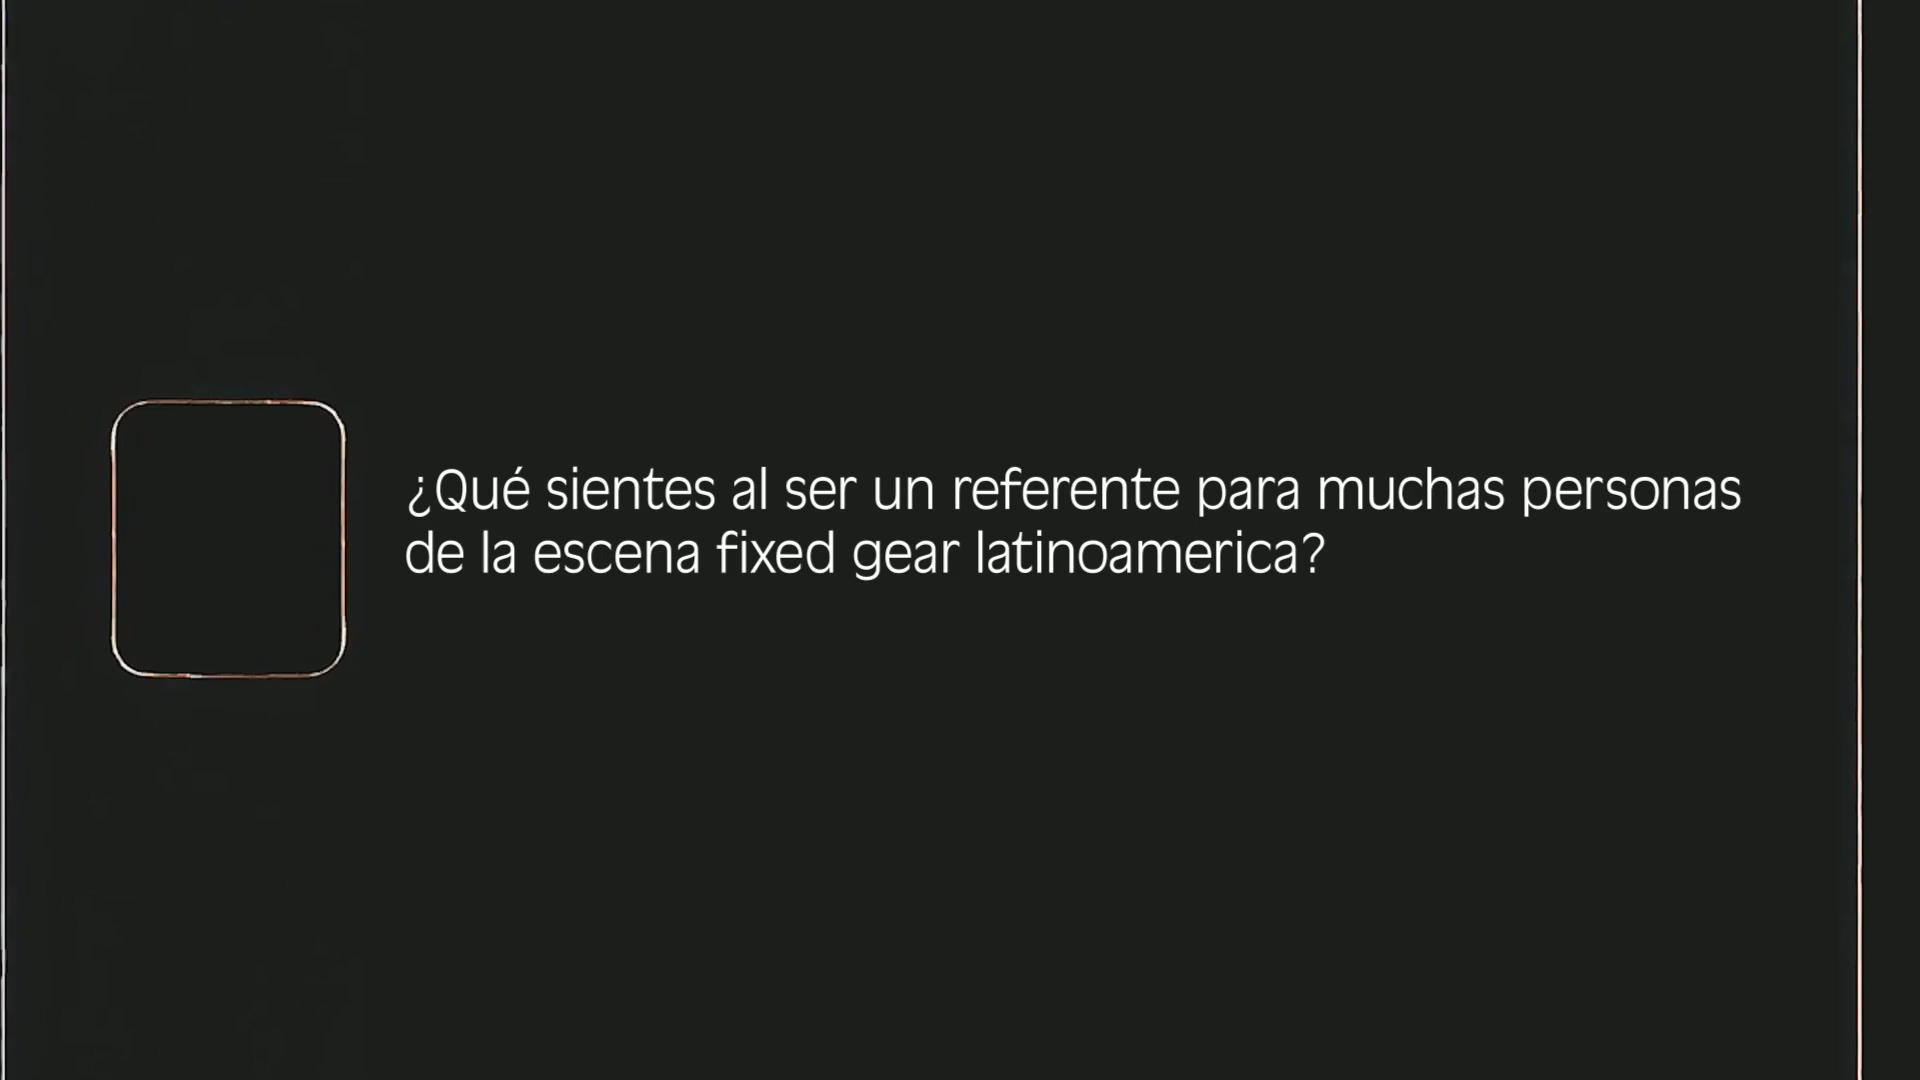 ¿Qué sientes al ser un referente para muchas personas
de la escena fixed gear latinoamerica?